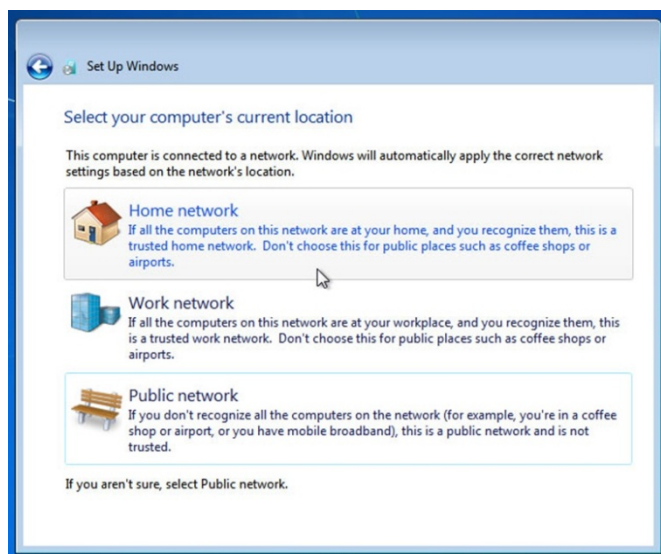 Set Up Windows
Select your computer's current location
This computer is connected to a network. Windows will automatically apply the correct network
settings based on the network's location.
Home network
If all the computers on this network are at your home, and you recognize them, this is a
trusted home network. Don't choose this for public places such as coffee shops or
airports.
Work network
If all the computers on this network are at your workplace, and you recognize them, this
is a trusted work network. Don't choose this for public places such as coffee shops or
airports.
Public network
If you don't recognize all the computers on the network (for example, you're in a coffee
shop or airport, or you have mobile broadband), this is a public network and is not
trusted.
If you aren't sure, select Public network.